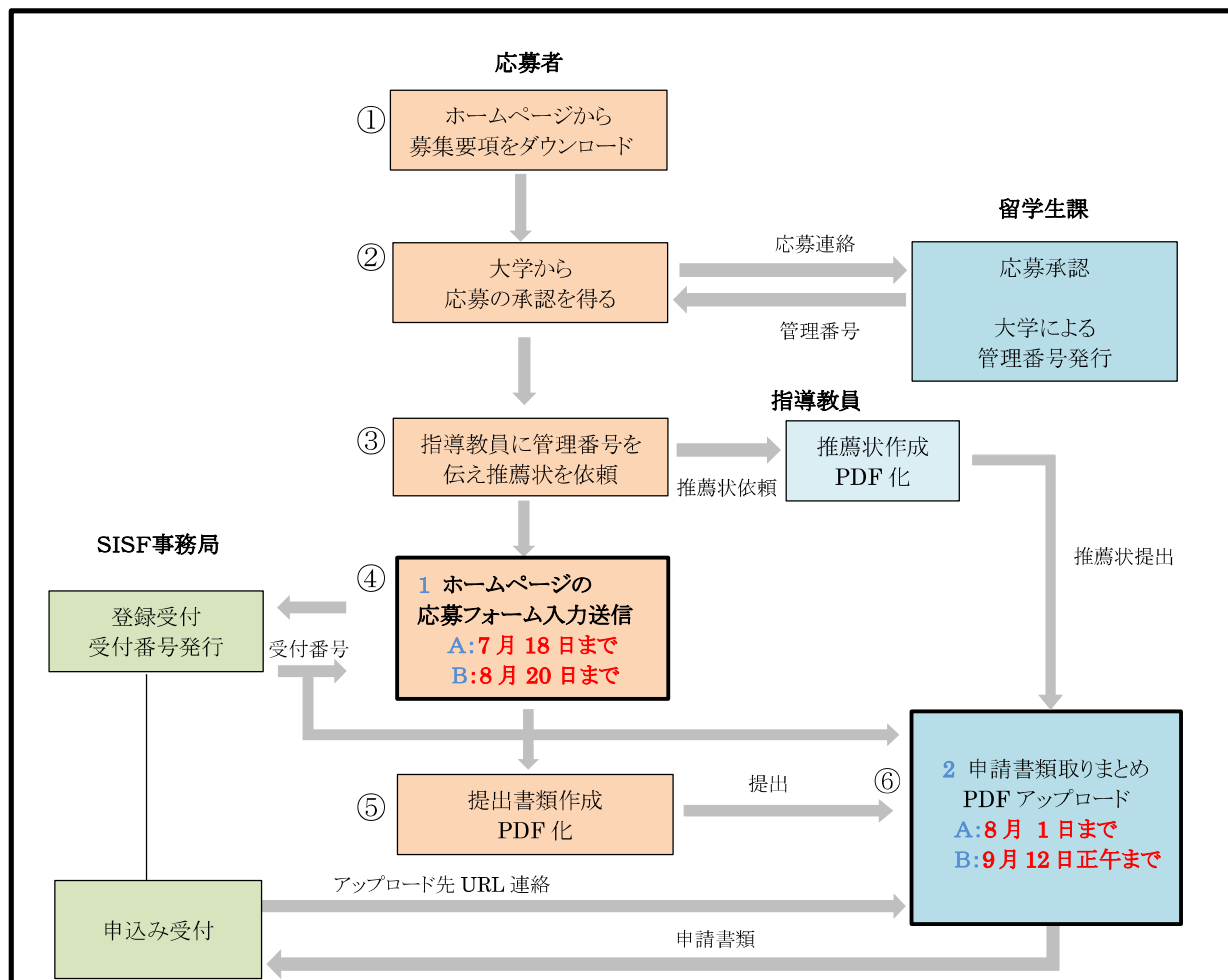 応募者
①
ホームページから
募集要項をダウンロード
留学生課
②
大学から
応募の承認を得る
応募連絡
管理番号
応募承認
大学による
管理番号発行
指導教員
③
指導教員に管理番号を
伝え推薦状を依頼
推薦状依頼
推薦状作成
PDF 化
推薦状提出
SISF事務局
登録受付
受付番号発行
受付番号
④
1 ホームページの
応募フォーム入力送信
A:7 月 18 日まで
B:8 月 20 日まで
⑤
提出書類作成
PDF 化
提出
⑥
2 申請書類取りまとめ
PDF アップロード
A:8 月 1 日まで
B:9 月 12 日正午まで
アップロード先 URL 連絡
申込み受付
申請書類